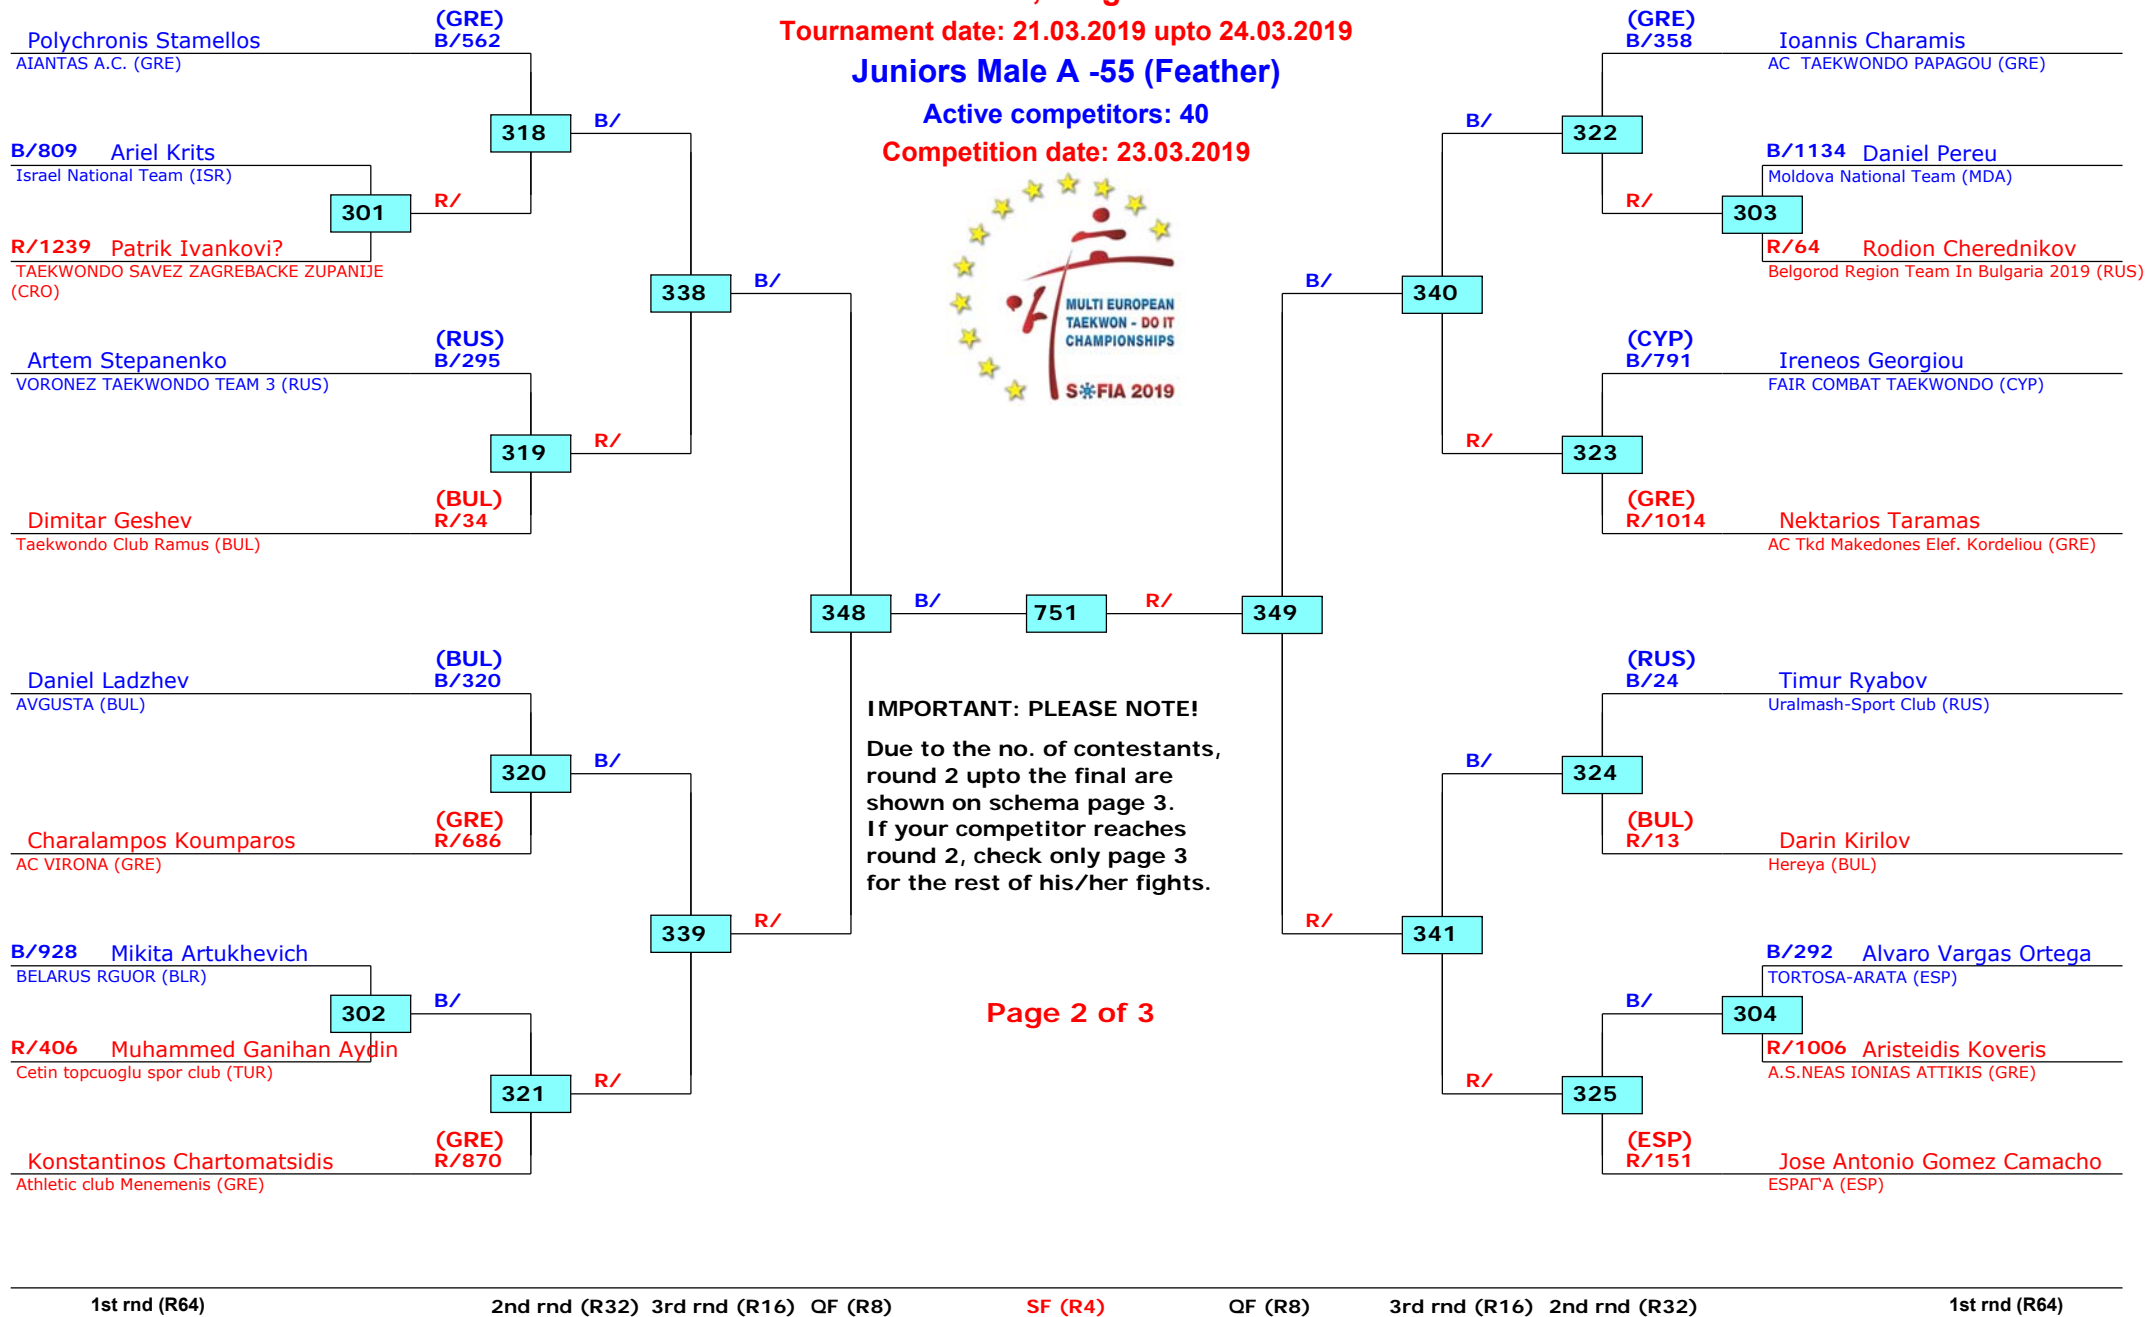 Tournament date: 21.03.2019 upto 24.03.2019
Juniors Male A -55 (Feather)
Active competitors: 40
Competition date: 23.03.2019
MULTI EUROPEAN
TAEKWON - DO IT
CHAMPIONSHIPS
SOFIA 2019
(GRE)
Polychronis Stamellos B/562
AIANTAS A.C. (GRE)
318 B/
B/809 Ariel Krits
Israel National Team (ISR)
301 R/
R/1239 Patrik Ivankovi?
TAEKWONDO SAVEZ ZAGREBACKE ZUPANIJE
(CRO)
338 B/
(RUS)
Artem Stepanenko B/295
VORONEZ TAEKWONDO TEAM 3 (RUS)
319 R/
(BUL)
Dimitar Geshev R/34
Taekwondo Club Ramus (BUL)
348 B/ 751 R/ 349
(BUL)
Daniel Ladzhev B/320
AVGUSTA (BUL)
320 B/
(GRE)
Charalampos Koumparos R/686
AC VIRONA (GRE)
339 R/
B/928 Mikita Artukhevich
BELARUS RGUOR (BLR)
302 B/
R/406 Muhammed Ganihan Aydin
Cetin topcuoglu spor club (TUR)
321 R/
(GRE)
Konstantinos Chartomatsidis R/870
Athletic club Menemenis (GRE)
IMPORTANT: PLEASE NOTE!
Due to the no. of contestants,
round 2 upto the final are
shown on schema page 3.
If your competitor reaches
round 2, check only page 3
for the rest of his/her fights.
Page 2 of 3
(GRE)
B/358 Ioannis Charamis
AC TAEKWONDO PAPAGOU (GRE)
B/ 322
B/1134 Daniel Pereu
Moldova National Team (MDA)
R/ 303
R/64 Rodion Cherednikov
Belgorod Region Team In Bulgaria 2019 (RUS)
B/ 340
(CYP)
B/791 Ireneos Georgiou
FAIR COMBAT TAEKWONDO (CYP)
R/ 323
(GRE)
R/1014 Nektarios Taramas
AC Tkd Makedones Elef. Kordeliou (GRE)
(RUS)
B/24 Timur Ryabov
Uralmash-Sport Club (RUS)
B/ 324
(BUL)
R/13 Darin Kirilov
Hereya (BUL)
R/ 341
B/292 Alvaro Vargas Ortega
TORTOSA-ARATA (ESP)
B/ 304
R/1006 Aristeidis Koveris
A.S.NEAS IONIAS ATTIKIS (GRE)
R/ 325
(ESP)
R/151 Jose Antonio Gomez Camacho
ESPAГ'A (ESP)
1st rnd (R64) 2nd rnd (R32) 3rd rnd (R16) QF (R8) SF (R4) QF (R8) 3rd rnd (R16) 2nd rnd (R32) 1st rnd (R64)